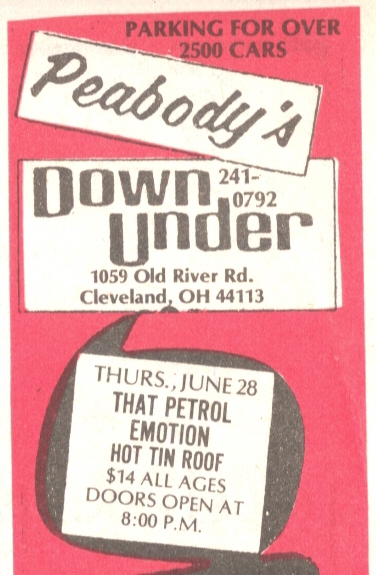 PARKING FOR OVER
2500 CARS
Peabody's
Down 241-
Under 0792
1059 Old River Rd.
Cleveland, OH 44113
THURS., JUNE 28
THAT PETROL
EMOTION
HOT TIN ROOF
$14 ALL AGES
DOORS OPEN AT
8:00 P.M.